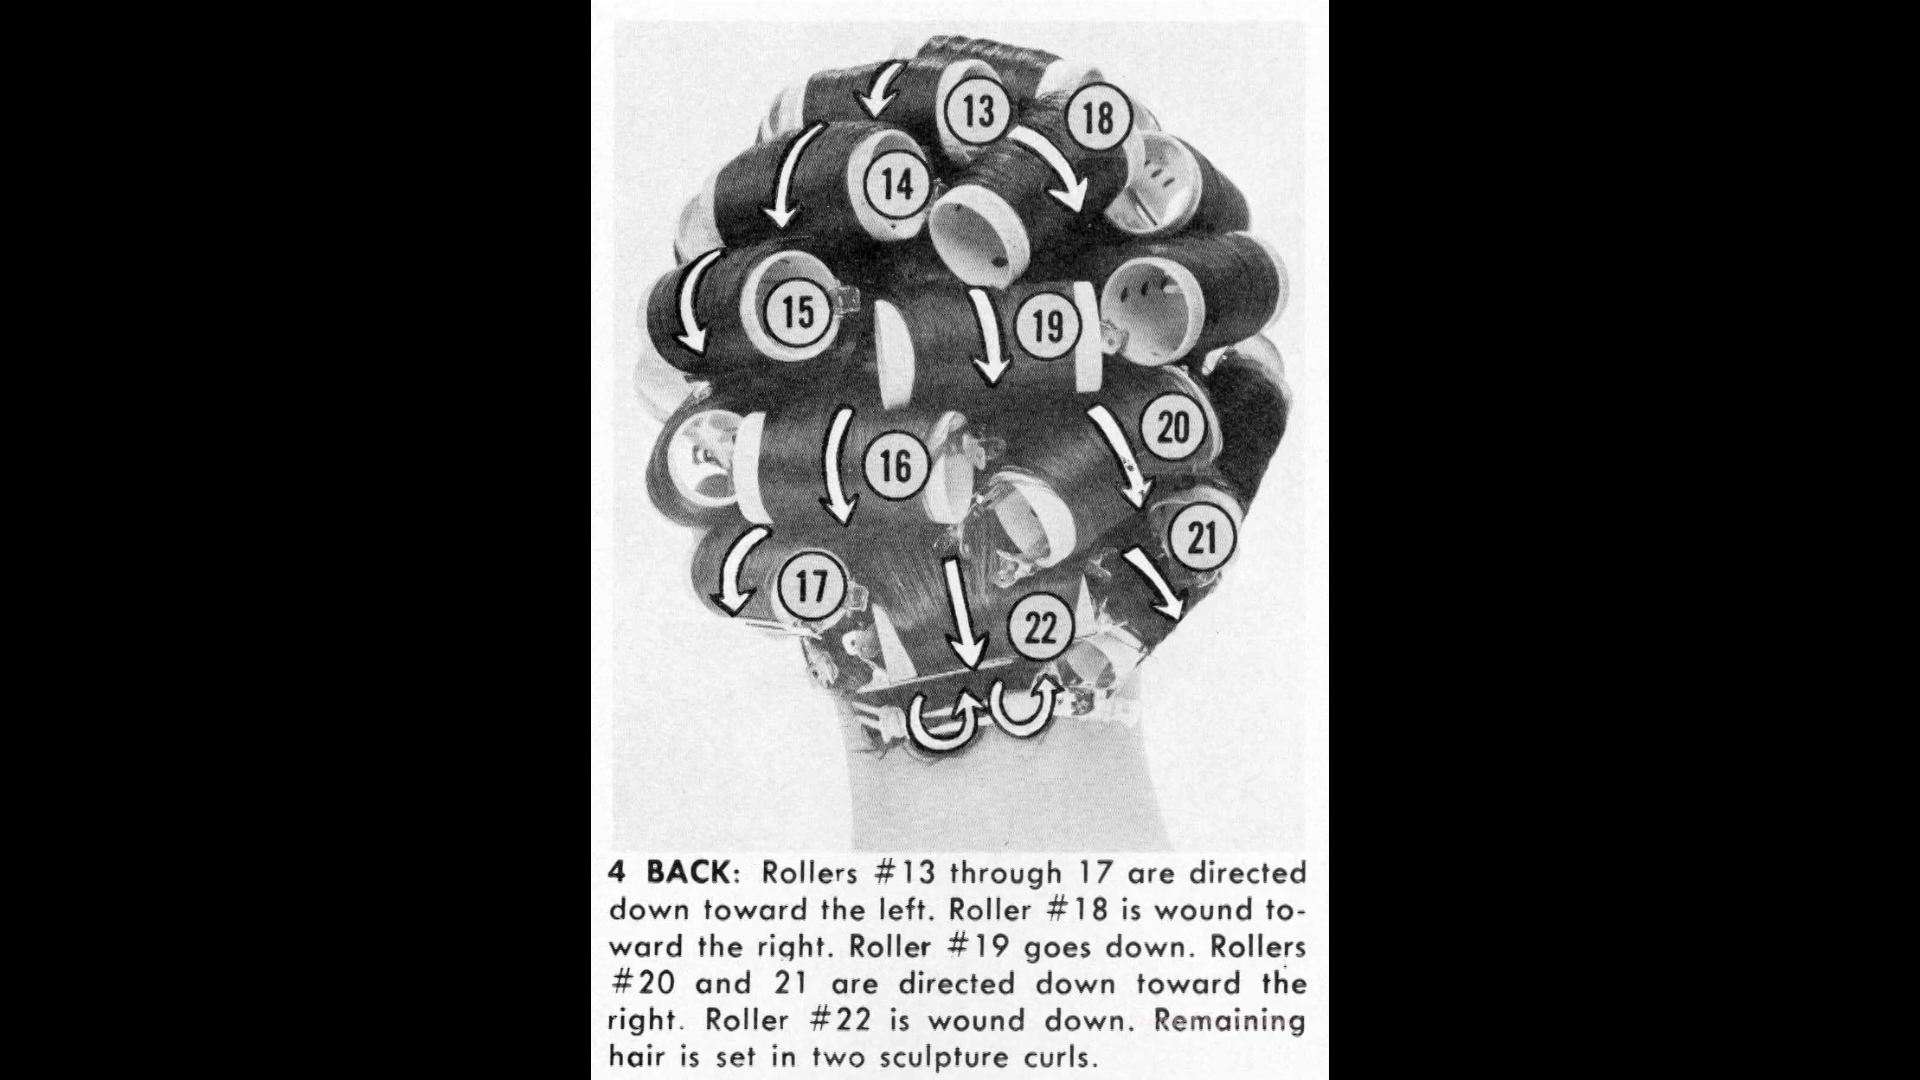 13
18
14
15
19
20
16
21
17
22
4 BACK: Rollers #13 through 17 are directed
down toward the left. Roller #18 is wound to-
ward the right. Roller #19 goes down. Rollers
#20 and 21 are directed down toward the
right. Roller #22 is wound down. Remaining
hair is set in two sculpture curls.